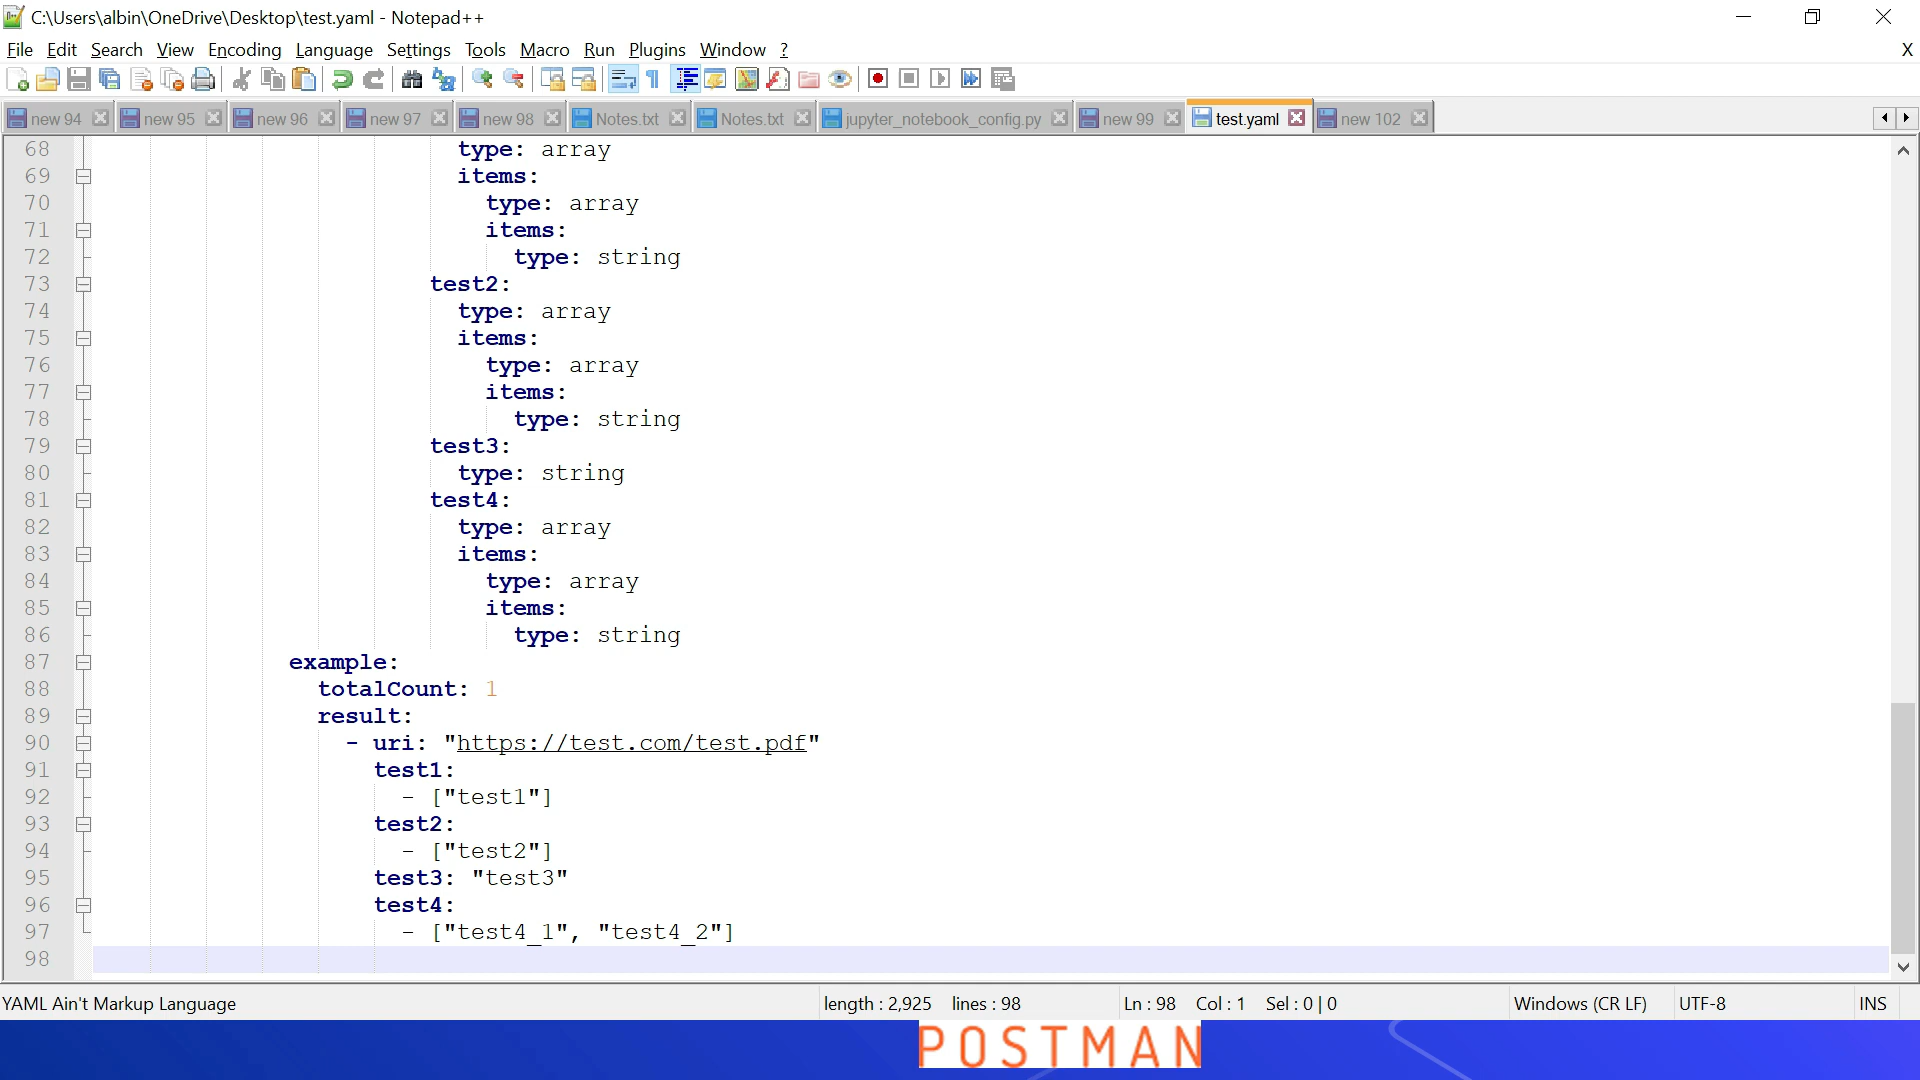 C:\Users\albin\OneDrive\Desktop\test.yaml - Notepad++
File Edit Search View Encoding Language Settings Tools Macro Run Plugins Window ? X
new 94 new 95 new 96 new 97 new 98 Notes.txt Notes.txt jupyter_notebook_config.py new 99 test.yaml new 102
68 type: array
69 items:
70 type: array
71 items:
72 type: string
73 test2:
74 type: array
75 items:
76 type: array
77 items:
78 type: string
79 test3:
80 type: string
81 test4:
82 type: array
83 items:
84 type: array
85 items:
86 type: string
87 example:
88 totalCount: 1
89 result:
90 - uri: "https://test.com/test.pdf"
91 test1:
92 - ["test1"]
93 test2:
94 - ["test2"]
95 test3: "test3"
96 test4:
97 - ["test4_1", "test4_2"]
98
YAML Ain't Markup Language length : 2,925 lines : 98 Ln : 98 Col : 1 Sel : 0 | 0 Windows (CR LF) UTF-8 INS
POSTMAN